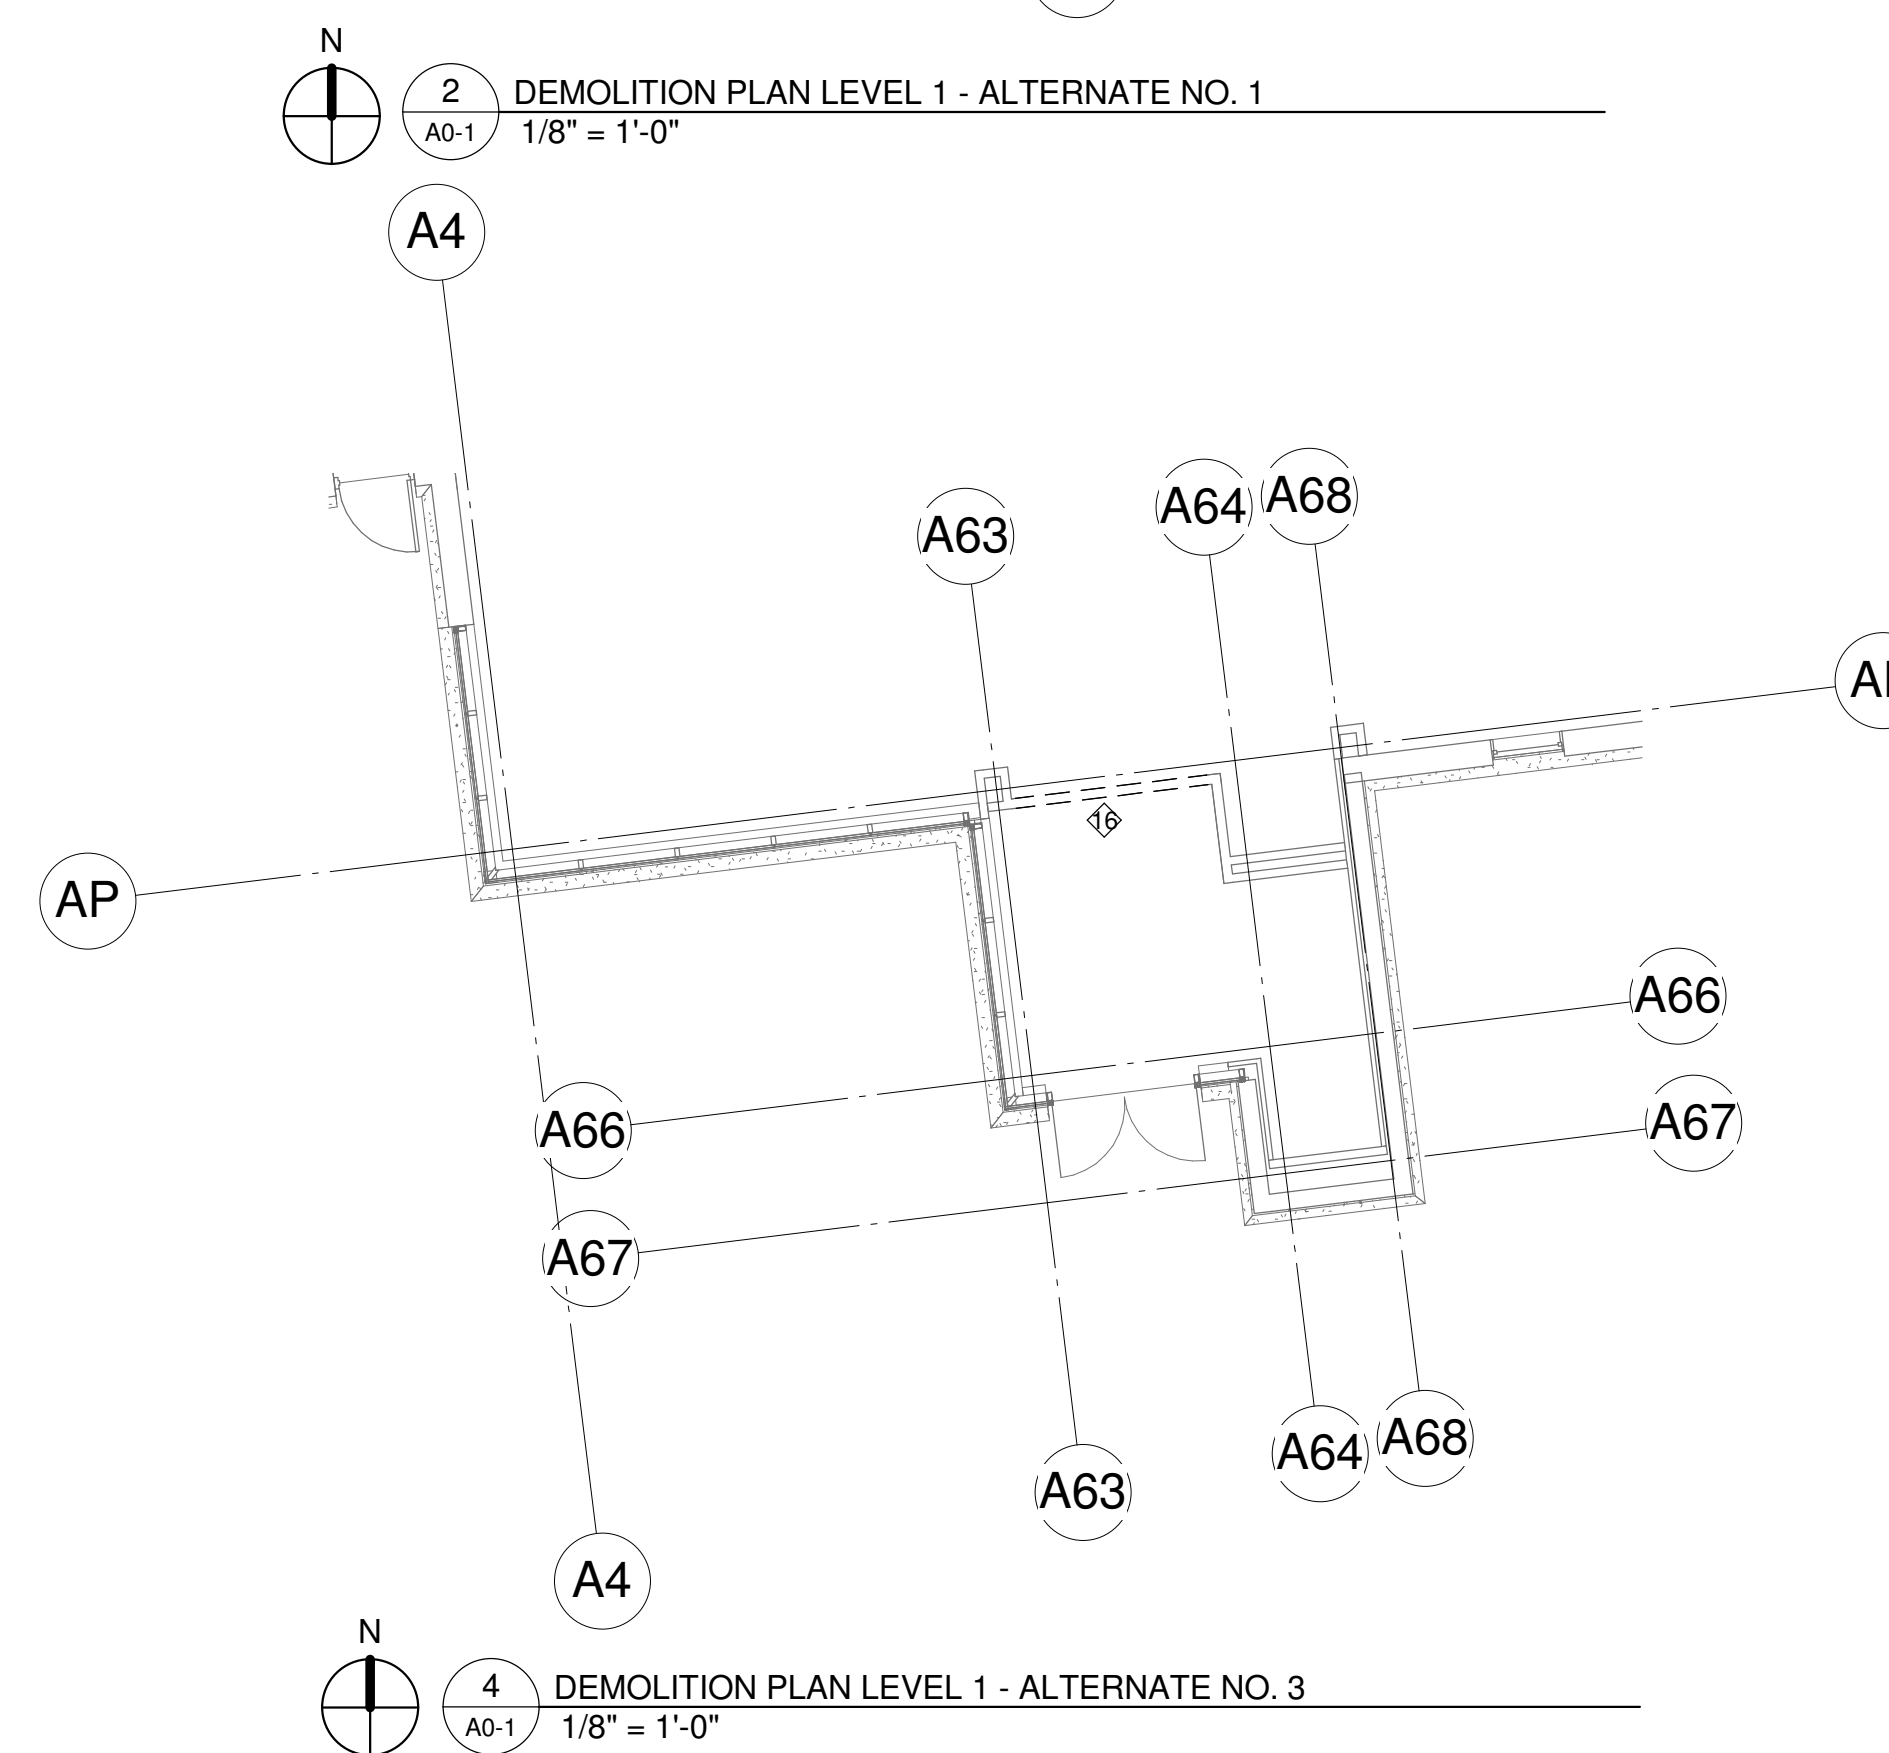 N
2
DEMOLITION PLAN LEVEL 1 - ALTERNATE NO. 1
A0-1
1/8" = 1'-0"
A4
A63
A64
A68
16
AP
A66
A66
A67
A67
A64
A68
A63
A4
N
4
DEMOLITION PLAN LEVEL 1 - ALTERNATE NO. 3
A0-1
1/8" = 1'-0"